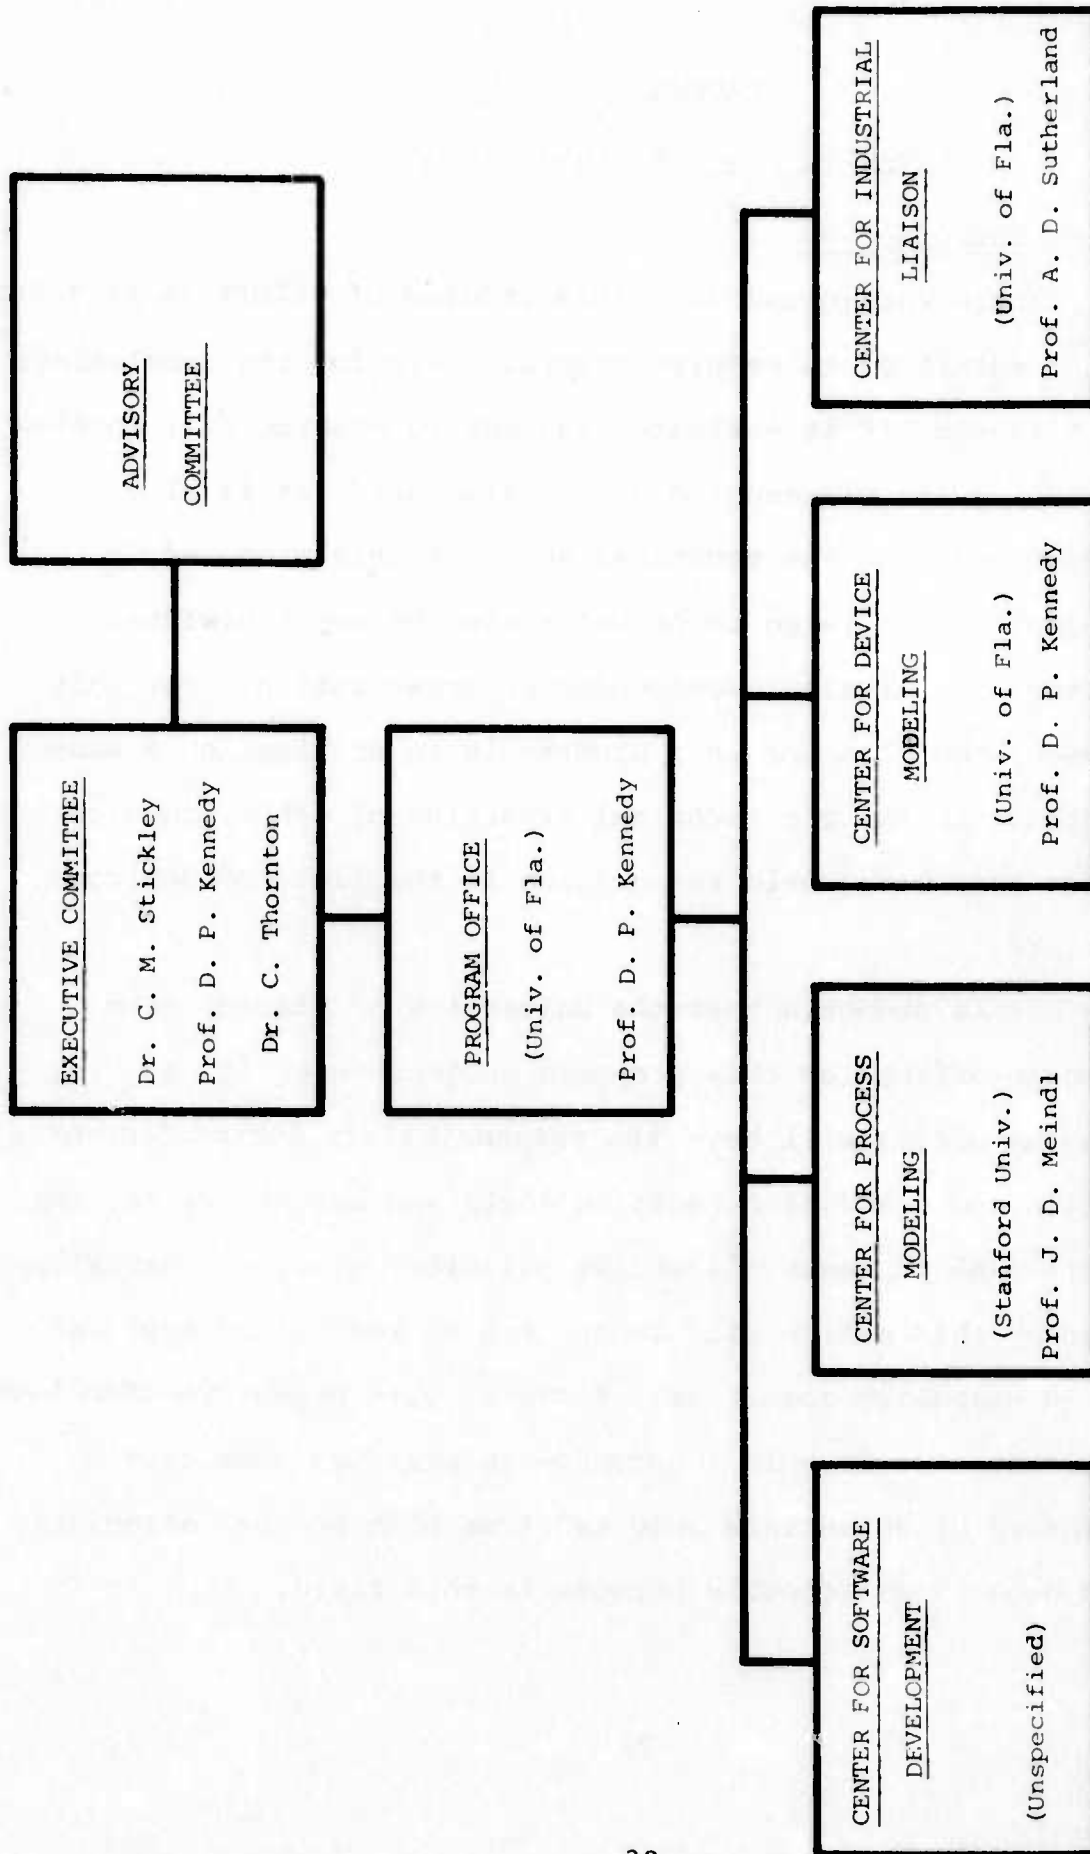 EXECUTIVE COMMITTEE
Dr. C. M. Stickley
Prof. D. P. Kennedy
Dr. C. Thornton
ADVISORY
COMMITTEE
PROGRAM OFFICE
(Univ. of Fla.)
Prof. D. P. Kennedy
CENTER FOR SOFTWARE
DEVELOPMENT
(Unspecified)
CENTER FOR PROCESS
MODELING
(Stanford Univ.)
Prof. J. D. Meindl
CENTER FOR DEVICE
MODELING
(Univ. of Fla.)
Prof. D. P. Kennedy
CENTER FOR INDUSTRIAL
LIAISON
(Univ. of Fla.)
Prof. A. D. Sutherland